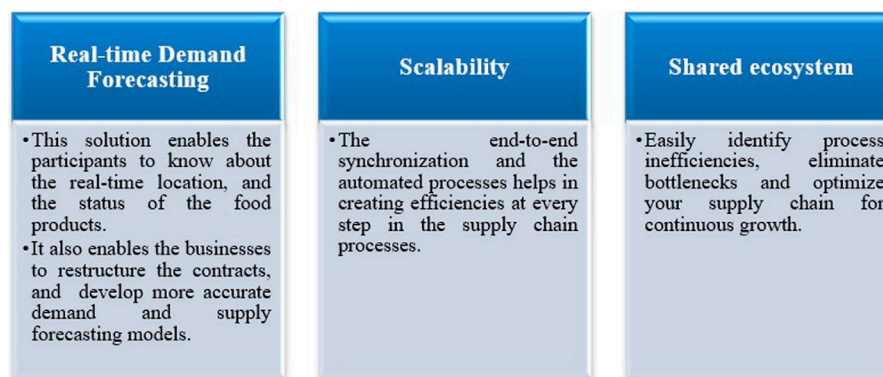 Real-time Demand
Forecasting
•This solution enables the
participants to know about
the real-time location, and
the status of the food
products.
•It also enables the businesses
to restructure the contracts,
and develop more accurate
demand and supply
forecasting models.
Scalability
•The end-to-end
synchronization and the
automated processes helps in
creating efficiencies at every
step in the supply chain
processes.
Shared ecosystem
•Easily identify process
inefficiencies, eliminate
bottlenecks and optimize
your supply chain for
continuous growth.